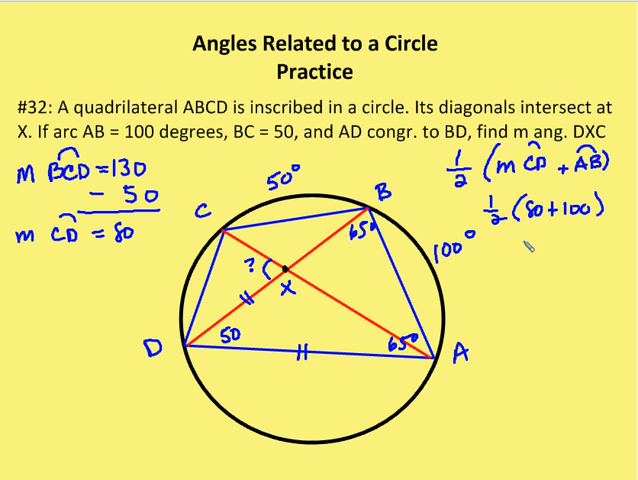 Angles Related to a Circle
Practice
#32: A quadrilateral ABCD is inscribed in a circle. Its diagonals intersect at
X. If arc AB = 100 degrees, BC = 50, and AD congr. to BD, find m ang. DXC
m BCD = 130
- 50
m CD = 80
1/2 (m CD + AB)
1/2 (80 + 100)
50°
C
B
65°
100°
?
X
D
50
65°
A